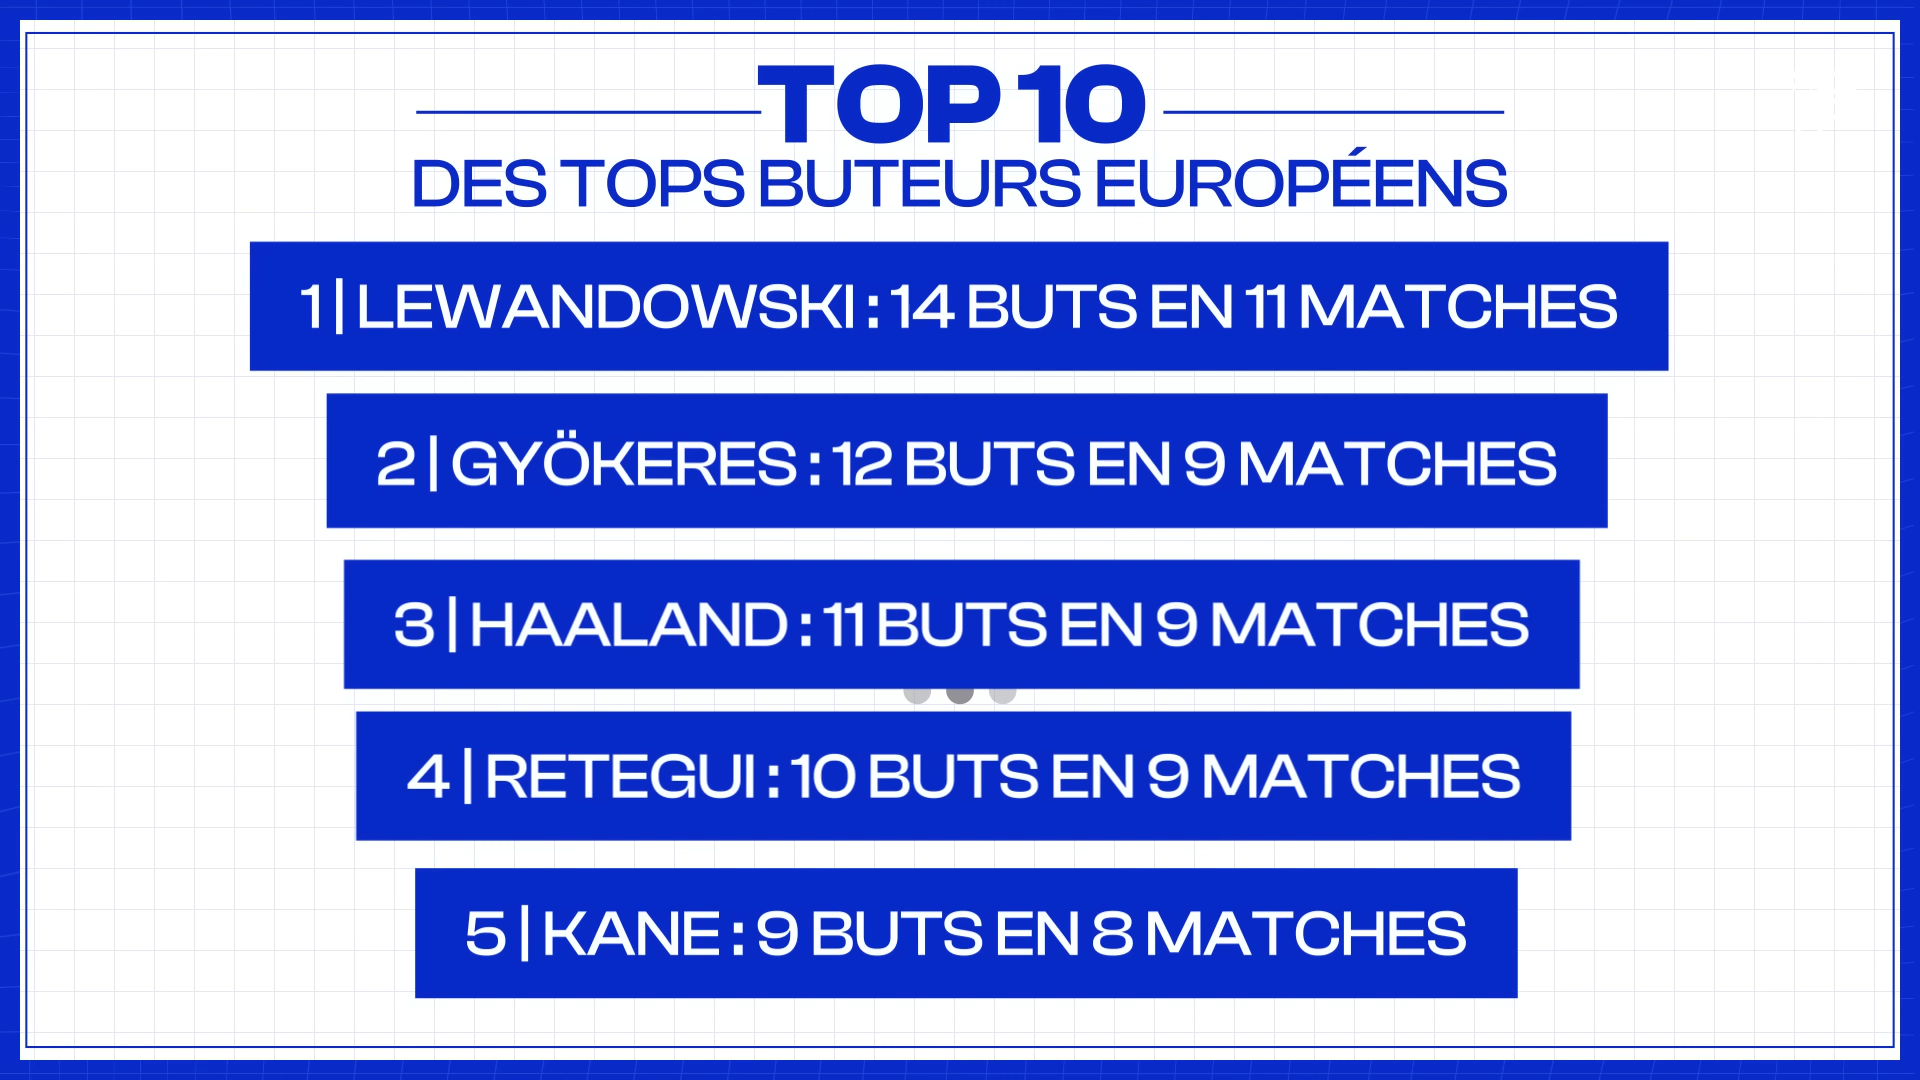 TOP 10
DES TOPS BUTEURS EUROPÉENS
1 | LEWANDOWSKI : 14 BUTS EN 11 MATCHES
2 | GYÖKERES : 12 BUTS EN 9 MATCHES
3 | HAALAND : 11 BUTS EN 9 MATCHES
4 | RETEGUI : 10 BUTS EN 9 MATCHES
5 | KANE : 9 BUTS EN 8 MATCHES